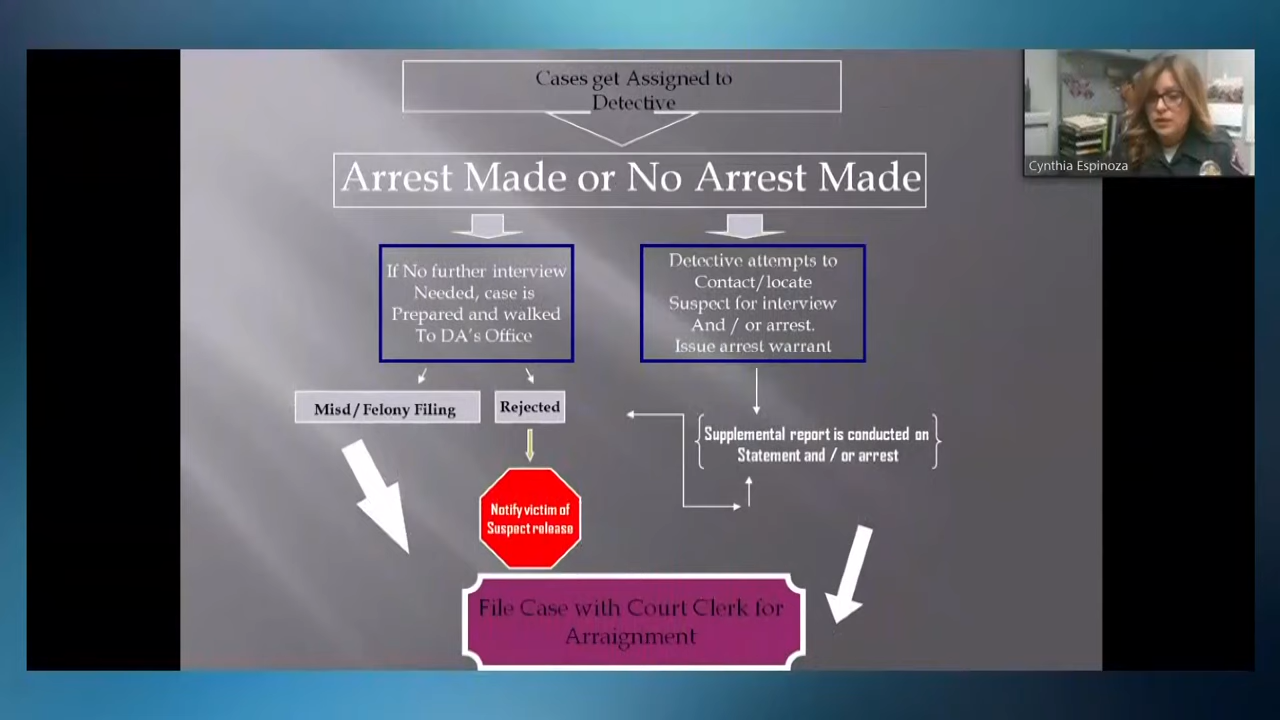 Cases get Assigned to
Detective
Cynthia Espinoza
Arrest Made or No Arrest Made
If No further interview
Needed, case is
Prepared and walked
To DA's Office
Detective attempts to
Contact/locate
Suspect for interview
And / or arrest.
Issue arrest warrant
Misd/Felony Filing
Rejected
Supplemental report is conducted on
Statement and / or arrest
Notify victim of
Suspect release
File Case with Court Clerk for
Arraignment